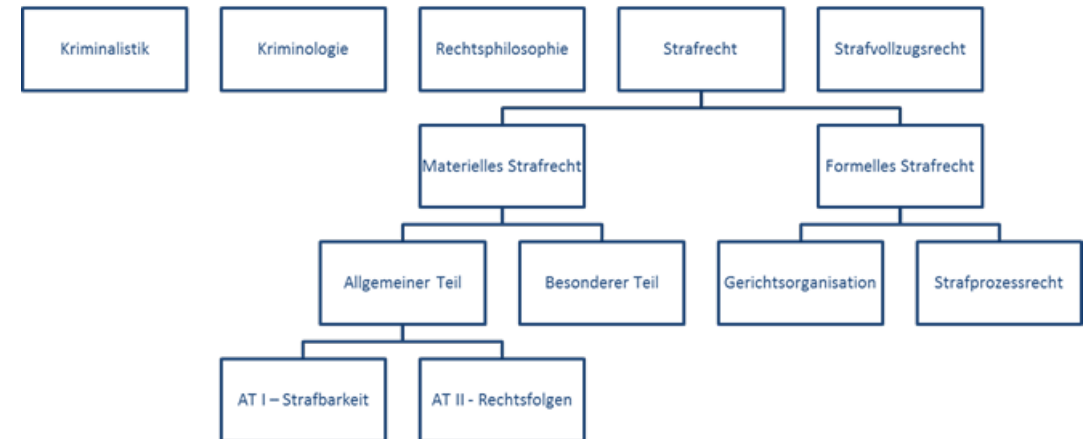 Kriminalistik
Kriminologie
Rechtsphilosophie
Strafrecht
Strafvollzugsrecht
Materielles Strafrecht
Formelles Strafrecht
Allgemeiner Teil
Besonderer Teil
Gerichtsorganisation
Strafprozessrecht
AT I – Strafbarkeit
AT II - Rechtsfolgen